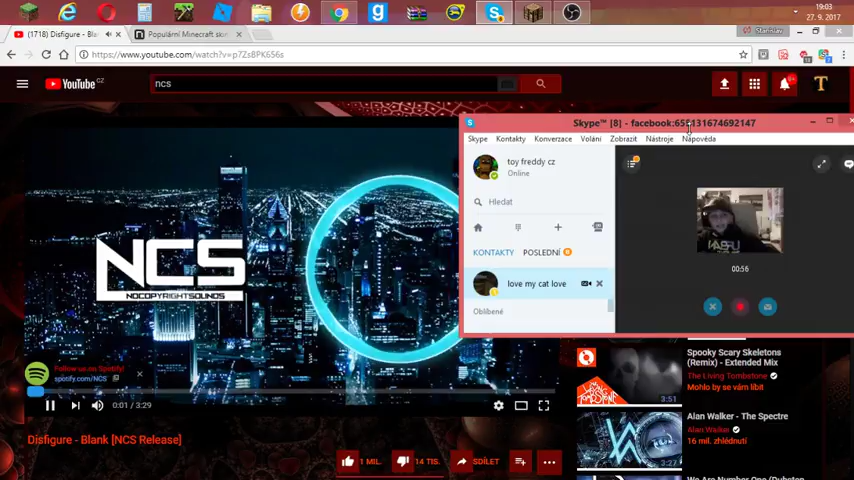 19:03
27. 9. 2017
(1718) Disfigure - Bla
Populární Minecraft sk
Stanislav
https://www.youtube.com/watch?v=p7ZsBPK656s
YouTube CZ
ncs
T
Skype™ [8] - facebook:655131674692147
Skype Kontakty Konverzace Volání Zobrazit Nástroje Nápověda
toy freddy cz
Online
Hledat
KONTAKTY POSLEDNÍ
love my cat love
Oblíbené
00:56
NCS
NOCOPYRIGHTSOUNDS
Follow us on Spotify!
spotify.com/NCS
0:01 / 3:29
Disfigure - Blank [NCS Release]
1 MIL. 14 TIS. SDÍLET
Spooky Scary Skeletons
(Remix) - Extended Mix
The Living Tombstone
Mohlo by se vám líbit
3:51
Alan Walker - The Spectre
Alan Walker
16 mil. zhlédnutí
3:27
We Are Number One (Dubstep